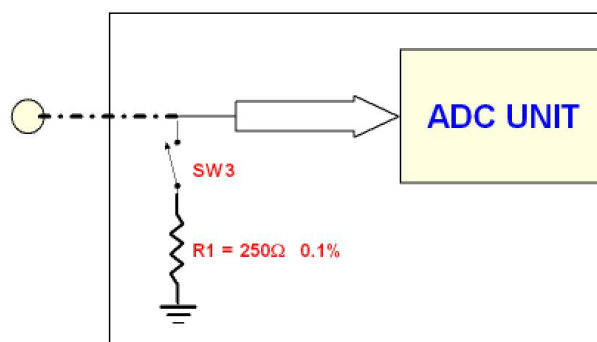 ADC UNIT
SW3
R1 = 250Ω 0.1%